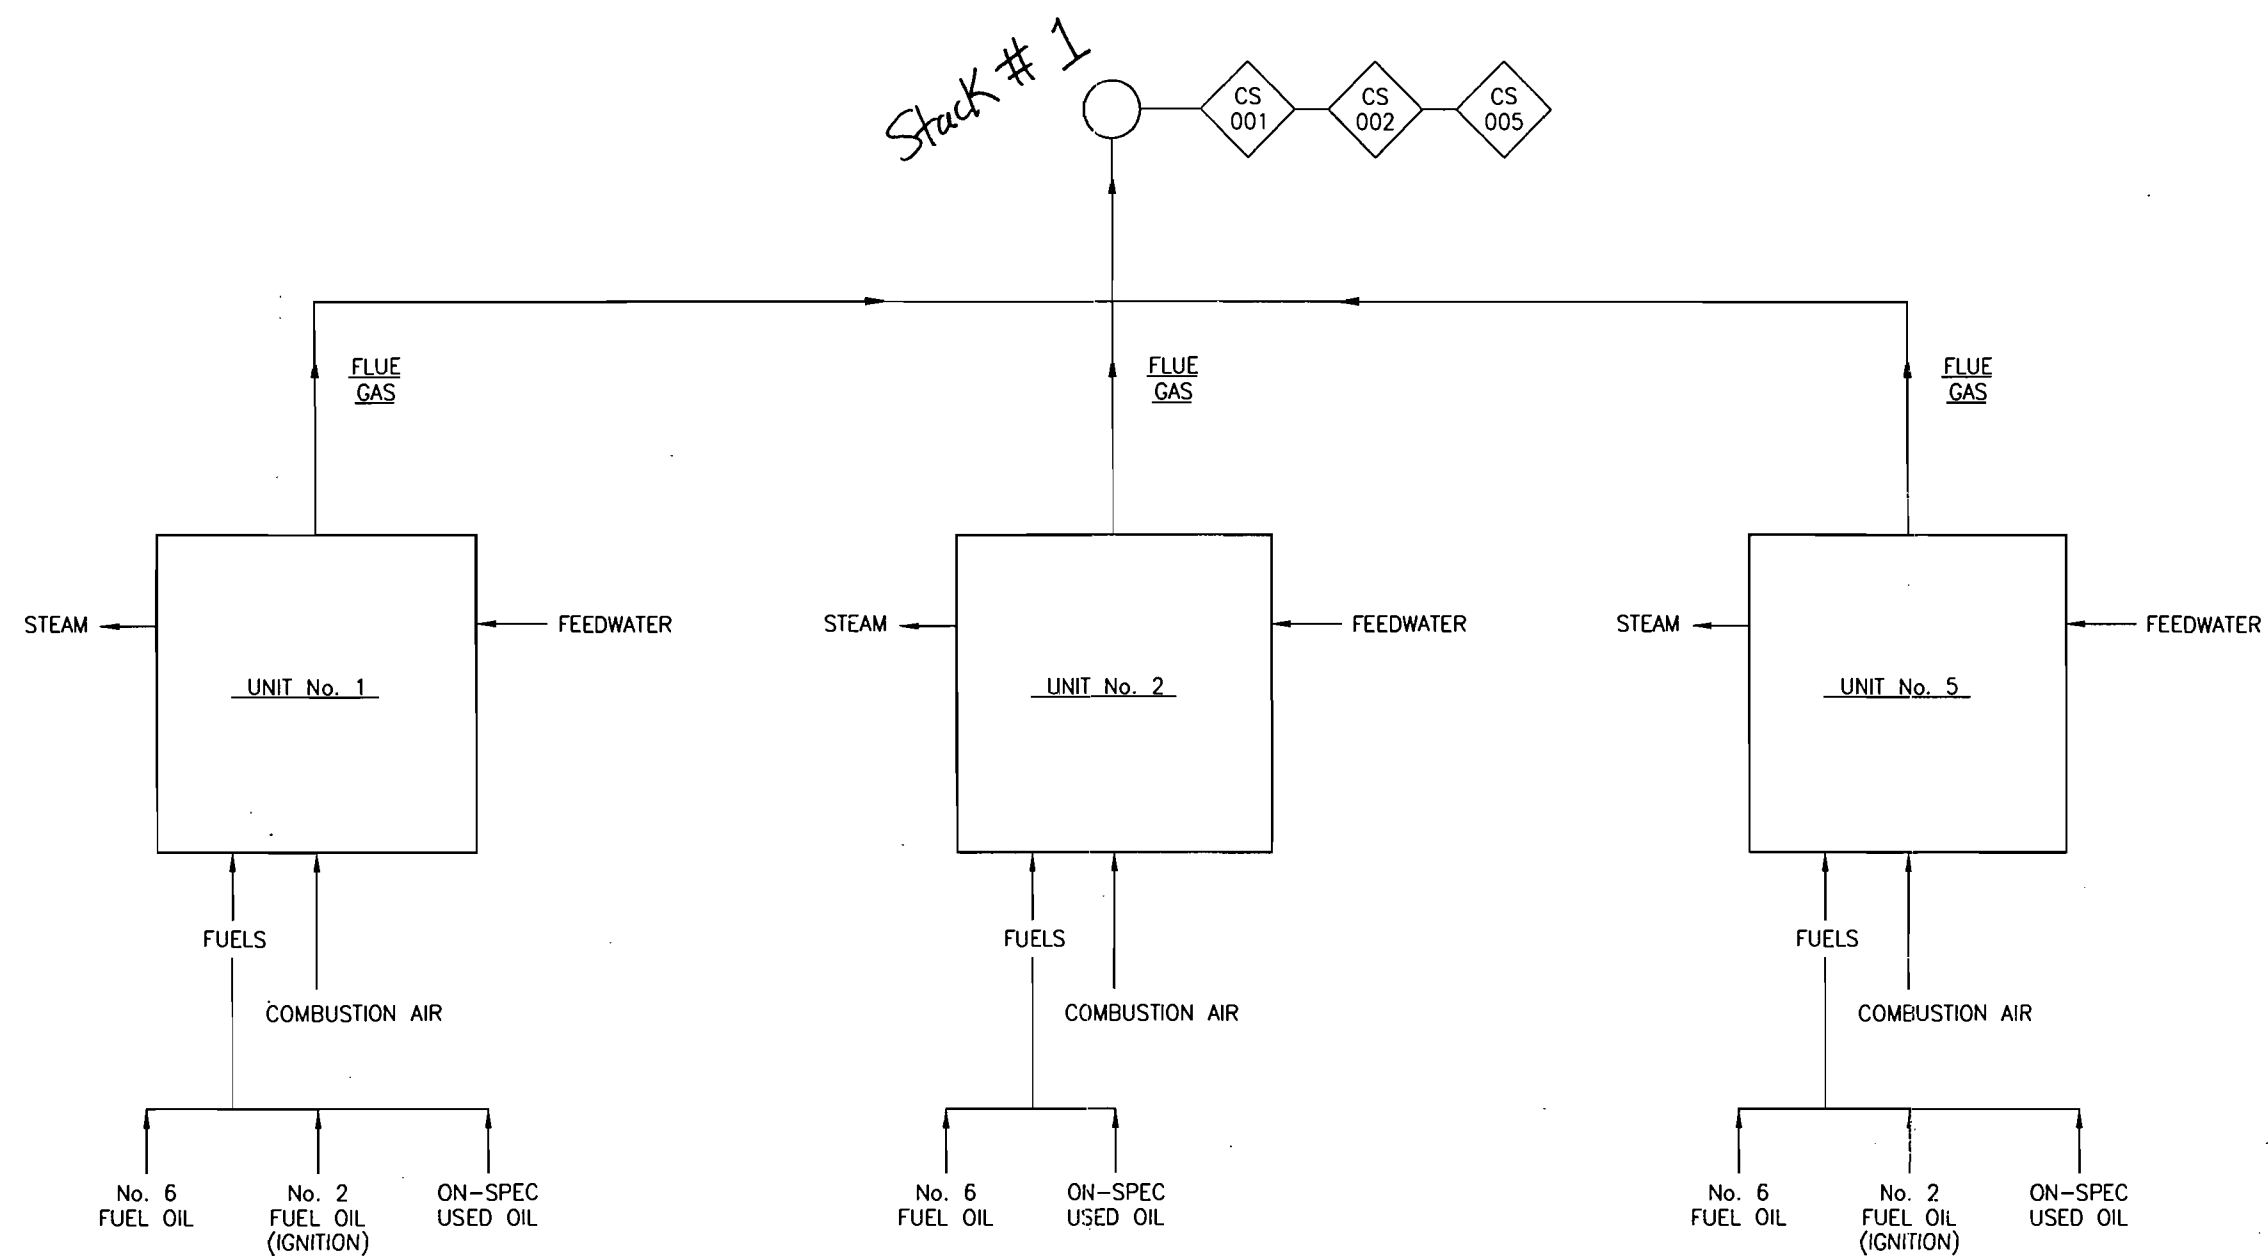 Stack # 1
CS
001
CS
002
CS
005
FLUE
GAS
FLUE
GAS
FLUE
GAS
STEAM
FEEDWATER
STEAM
FEEDWATER
STEAM
FEEDWATER
UNIT No. 1
UNIT No. 2
UNIT No. 5
FUELS
FUELS
FUELS
COMBUSTION AIR
COMBUSTION AIR
COMBUSTION AIR
No. 6
FUEL OIL
No. 2
FUEL OIL
(IGNITION)
ON-SPEC
USED OIL
No. 6
FUEL OIL
ON-SPEC
USED OIL
No. 6
FUEL OIL
No. 2
FUEL OIL
(IGNITION)
ON-SPEC
USED OIL